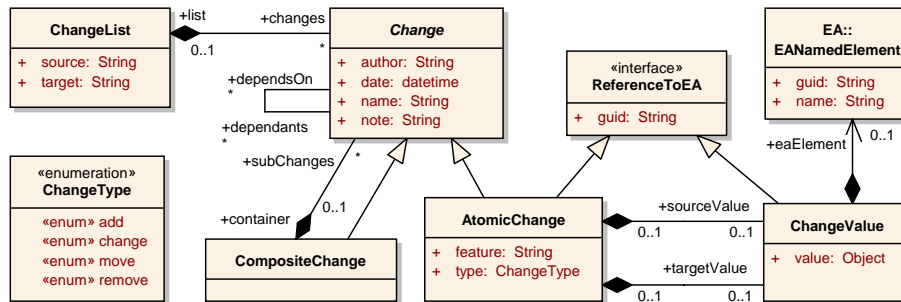 ChangeList
+ source: String
+ target: String
+list
0..1
+changes
*
Change
+ author: String
+ date: datetime
+ name: String
+ note: String
+dependsOn
*
+dependants
*
+subChanges
*
+container
0..1
«enumeration»
ChangeType
«enum» add
«enum» change
«enum» move
«enum» remove
CompositeChange
«interface»
ReferenceToEA
+ guid: String
EA::
EANamedElement
+ guid: String
+ name: String
+eaElement
0..1
AtomicChange
+ feature: String
+ type: ChangeType
+sourceValue
0..1
0..1
+targetValue
0..1
0..1
ChangeValue
+ value: Object